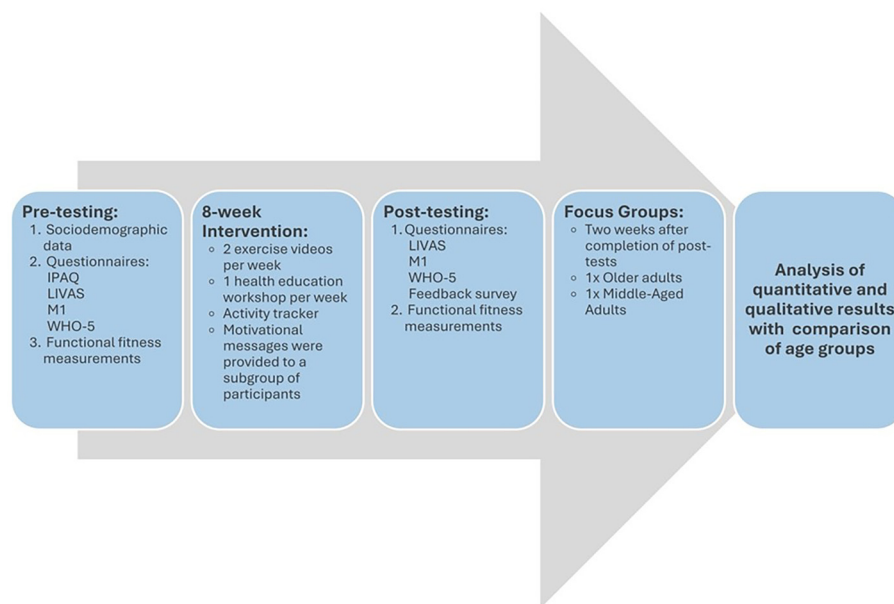 Pre-testing:
1. Sociodemographic
data
2. Questionnaires:
IPAQ
LIVAS
M1
WHO-5
3. Functional fitness
measurements
8-week
Intervention:
○ 2 exercise videos
per week
○ 1 health education
workshop per week
○ Activity tracker
○ Motivational
messages were
provided to a
subgroup of
participants
Post-testing:
1. Questionnaires:
LIVAS
M1
WHO-5
Feedback survey
2. Functional fitness
measurements
Focus Groups:
○ Two weeks after
completion of post-
tests
○ 1x Older adults
○ 1x Middle-Aged
Adults
Analysis of
quantitative and
qualitative results
with comparison
of age groups